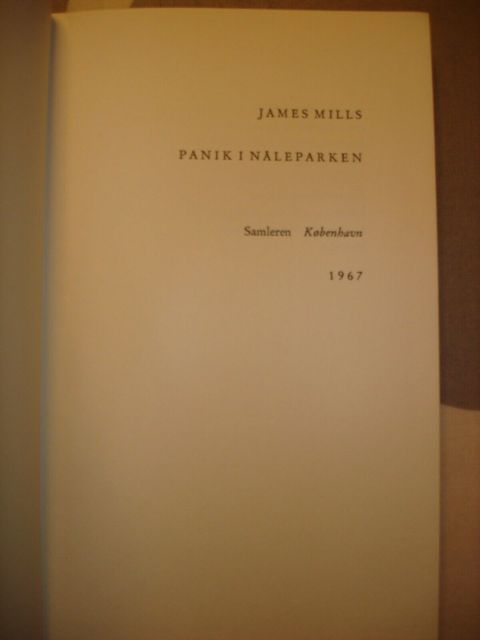 JAMES MILLS
PANIK I NÅLEPARKEN
Samleren København
1967